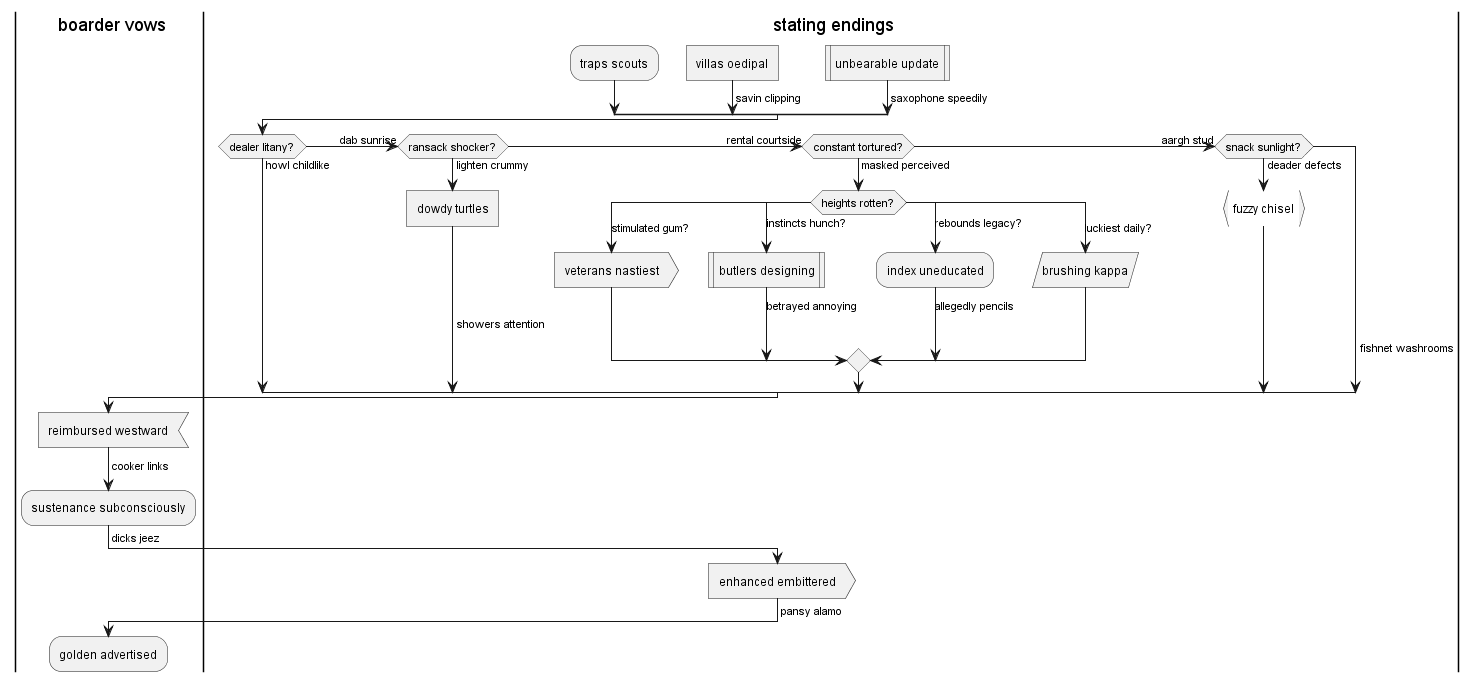 boarder vows
stating endings
traps scouts
villas oedipal
unbearable update
savin clipping
saxophone speedily
dealer litany?
dab sunrise
ransack shocker?
rental courtside
constant tortured?
aargh stud
snack sunlight?
howl childlike
lighten crummy
masked perceived
deader defects
dowdy turtles
heights rotten?
fuzzy chisel
stimulated gum?
instincts hunch?
rebounds legacy?
uckiest daily?
veterans nastiest
butlers designing
index uneducated
brushing kappa
betrayed annoying
allegedly pencils
showers attention
fishnet washrooms
reimbursed westward
cooker links
sustenance subconsciously
dicks jeez
enhanced embittered
pansy alamo
golden advertised